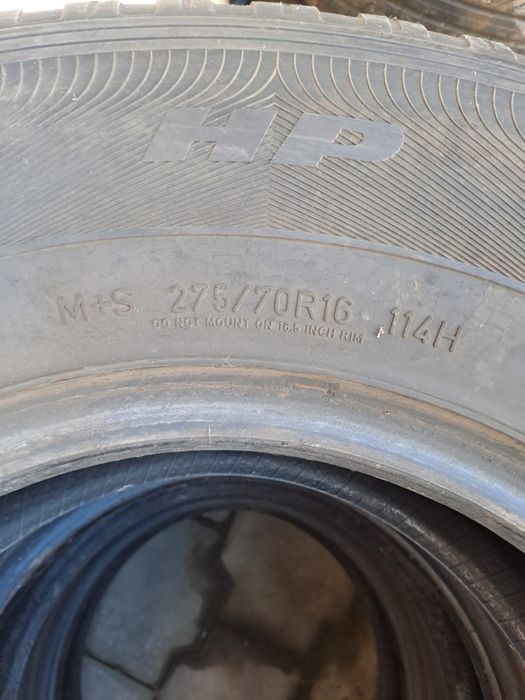 HP
M+S 275/70R16 114H
DO NOT MOUNT ON 16.5 INCH RIM